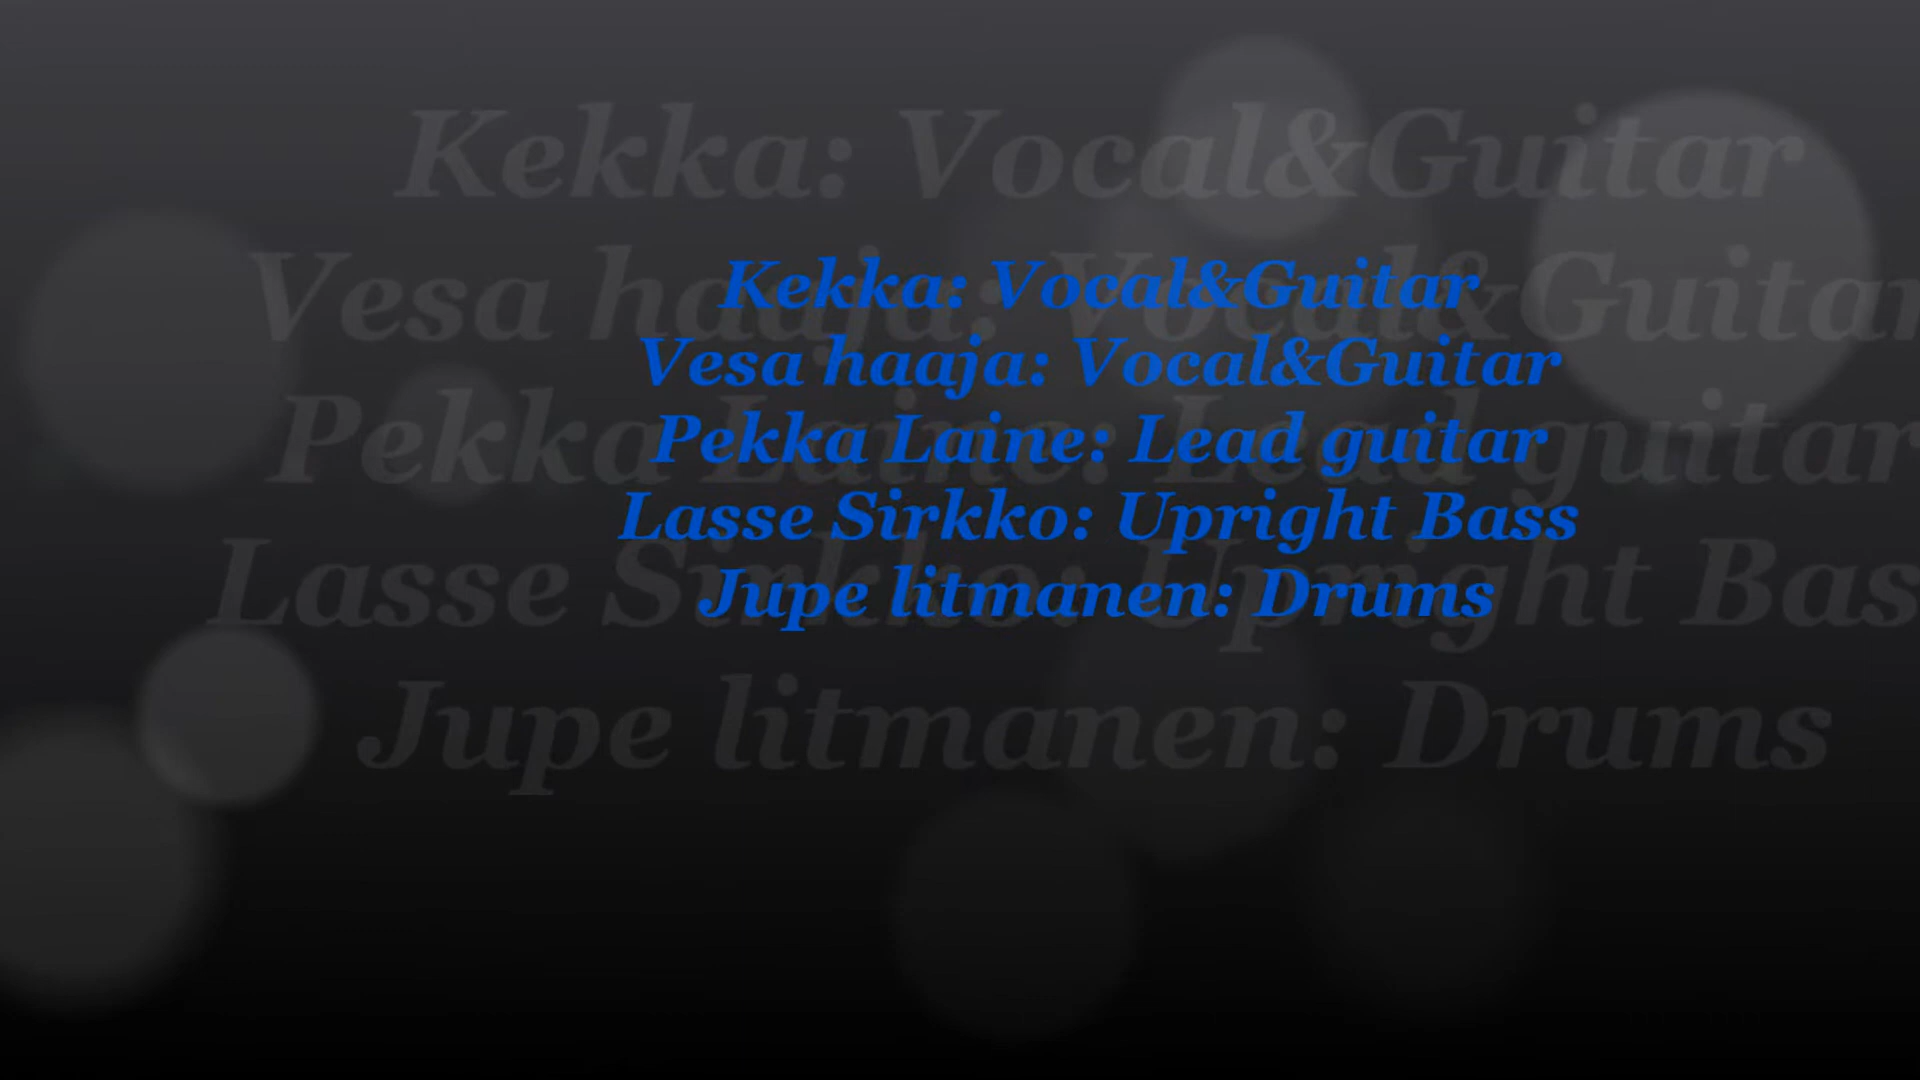 Kekka: Vocal&Guitar
Vesa haaja: Vocal&Guitar
Pekka Laine: Lead guitar
Lasse Sirkko: Upright Bass
Jupe litmanen: Drums